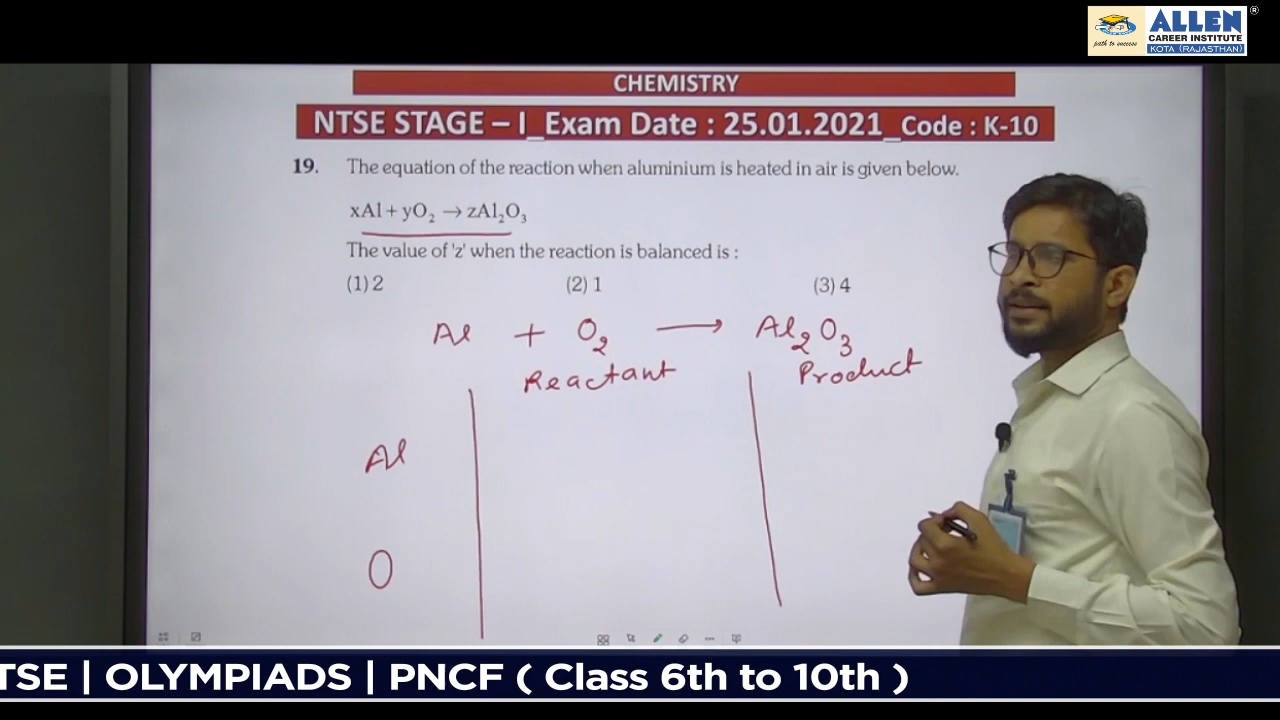 ALLEN®
path to success
CAREER INSTITUTE
KOTA (RAJASTHAN)
CHEMISTRY
NTSE STAGE – I_Exam Date : 25.01.2021_Code : K-10
19. The equation of the reaction when aluminium is heated in air is given below.
xAl + yO₂ → zAl₂O₃
The value of 'z' when the reaction is balanced is :
(1) 2 (2) 1 (3) 4
Al + O₂ → Al₂O₃
Reactant Product
Al
O
TSE | OLYMPIADS | PNCF ( Class 6th to 10th )